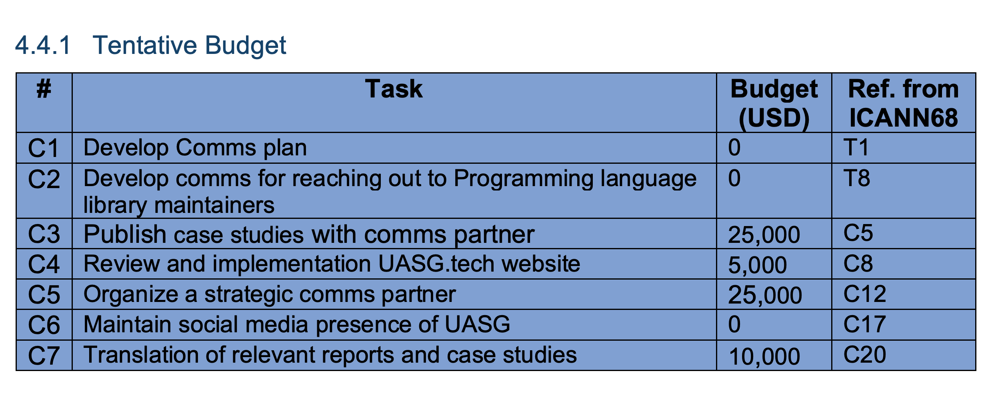 4.4.1 Tentative Budget
# Task Budget (USD) Ref. from ICANN68
C1 Develop Comms plan 0 T1
C2 Develop comms for reaching out to Programming language 0 T8
library maintainers
C3 Publish case studies with comms partner 25,000 C5
C4 Review and implementation UASG.tech website 5,000 C8
C5 Organize a strategic comms partner 25,000 C12
C6 Maintain social media presence of UASG 0 C17
C7 Translation of relevant reports and case studies 10,000 C20